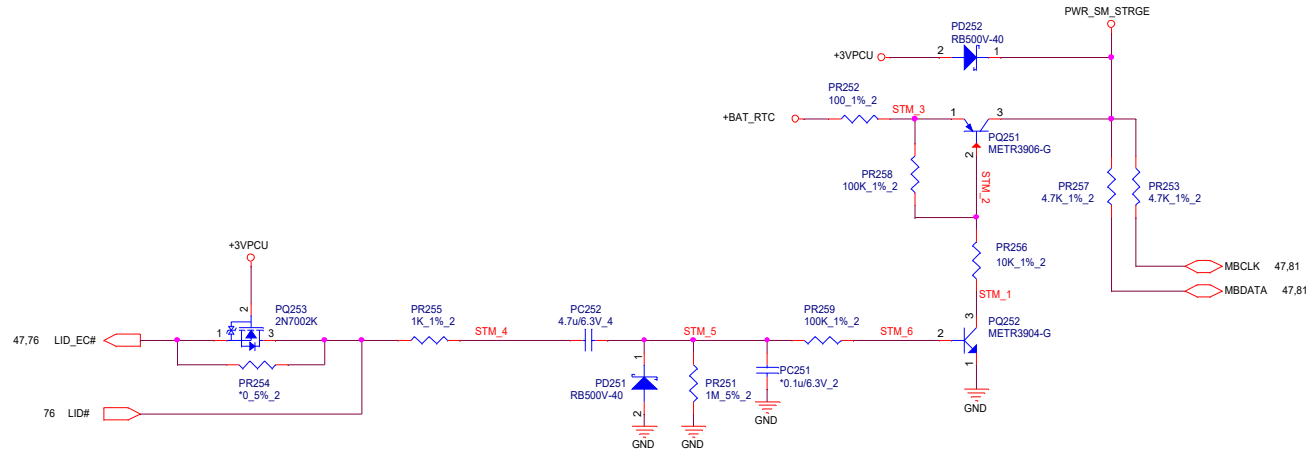 PWR_SM_STRGE
PD252
RB500V-40
+3VPCU
2
1
PR252
100_1%_2
STM_3
+BAT_RTC
1
3
PQ251
METR3906-G
2
PR258
100K_1%_2
STM_2
PR257
4.7K_1%_2
PR253
4.7K_1%_2
+3VPCU
PR256
10K_1%_2
MBCLK 47,81
MBDATA 47,81
STM_1
2
PQ253
2N7002K
1
3
PR255
1K_1%_2
STM_4
PC252
4.7u/6.3V_4
STM_5
PR259
100K_1%_2
STM_6
3
PQ252
METR3904-G
2
1
47,76 LID_EC#
PR254
*0_5%_2
1
PD251
RB500V-40
2
PR251
1M_5%_2
PC251
*0.1u/6.3V_2
GND
GND
GND
GND
76 LID#